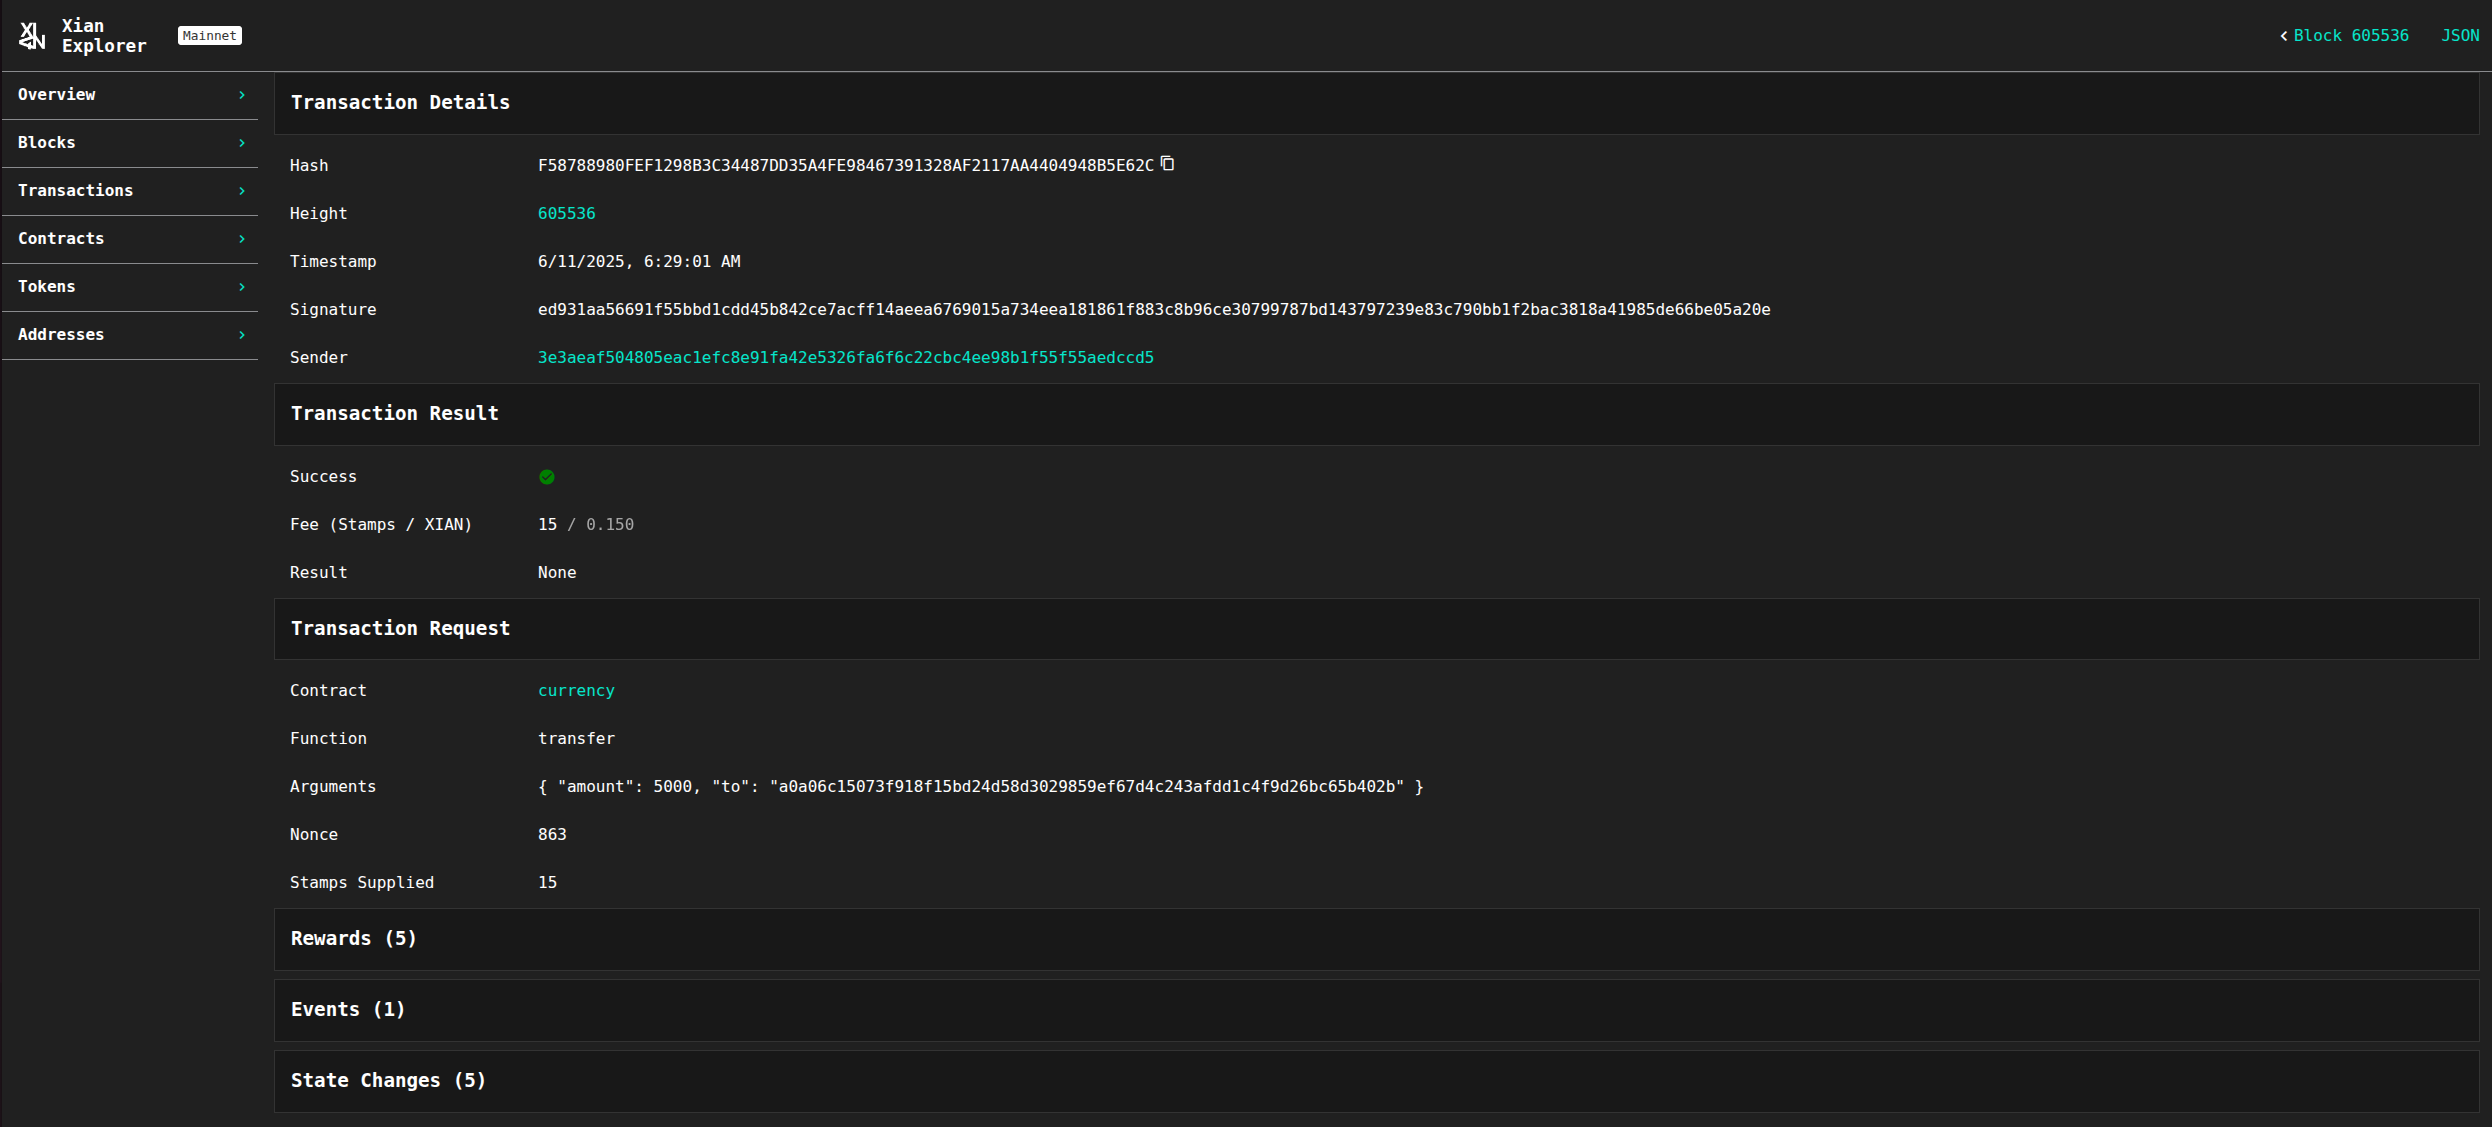 Xian
Explorer
Mainnet
Block 605536 JSON
Overview
Blocks
Transactions
Contracts
Tokens
Addresses
Transaction Details
Hash F58788980FEF1298B3C34487DD35A4FE98467391328AF2117AA4404948B5E62C
Height 605536
Timestamp 6/11/2025, 6:29:01 AM
Signature ed931aa56691f55bbd1cdd45b842ce7acff14aeea6769015a734eea181861f883c8b96ce30799787bd143797239e83c790bb1f2bac3818a41985de66be05a20e
Sender 3e3aeaf504805eac1efc8e91fa42e5326fa6f6c22cbc4ee98b1f55f55aedccd5
Transaction Result
Success
Fee (Stamps / XIAN) 15 / 0.150
Result None
Transaction Request
Contract currency
Function transfer
Arguments { "amount": 5000, "to": "a0a06c15073f918f15bd24d58d3029859ef67d4c243afdd1c4f9d26bc65b402b" }
Nonce 863
Stamps Supplied 15
Rewards (5)
Events (1)
State Changes (5)